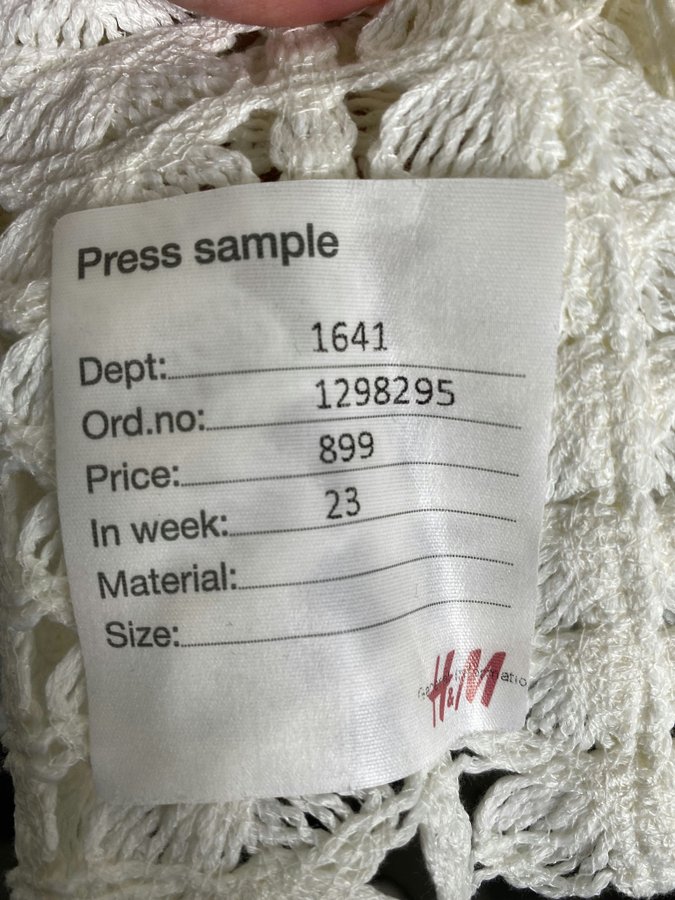 Press sample
Dept: 1641
Ord.no: 1298295
Price: 899
In week: 23
Material:
Size:
H&M